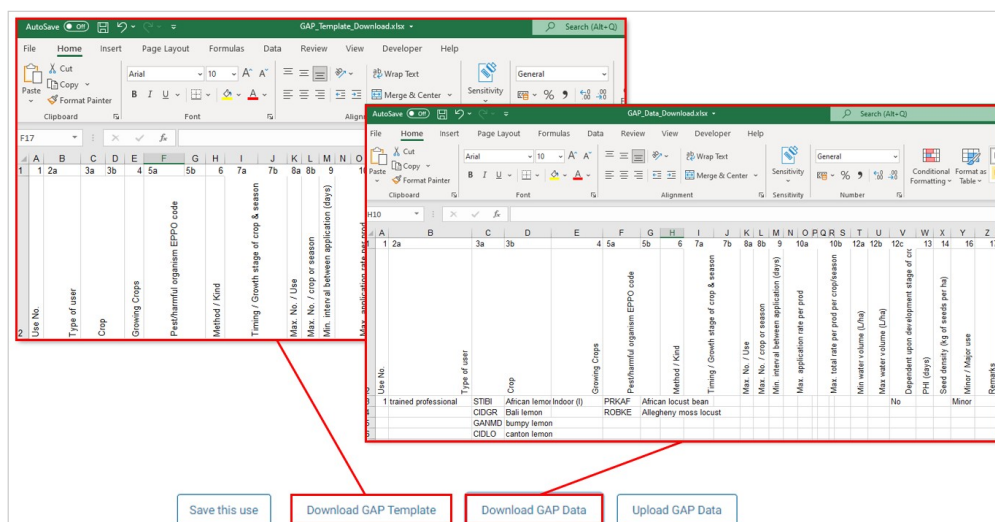 AutoSave Off GAP_Template_Download.xlsx Search (Alt+Q)
File Home Insert Page Layout Formulas Data Review View Developer Help
Paste
Cut
Copy
Format Painter
Clipboard
Arial 10
B I U
Font
Wrap Text
Merge & Center
Sensitivity
General
F17
A B C D E F G H I J K L M N O
1 1 2a 3a 3b 4 5a 5b 6 7a 7b 8a 8b 9
2
Use No.
Type of user
Crop
Growing Crops
Pest/harmful organism EPPO code
Method / Kind
Timing / Growth stage of crop & season
Max. No. / Use
Max. No. / crop or season
Min. interval between application (days)
Max. application rate per prod
AutoSave Off GAP_Data_Download.xlsx Search (Alt+Q)
File Home Insert Page Layout Formulas Data Review View Developer Help
Paste
Cut
Copy
Format Painter
Clipboard
Arial 10
B I U
Font
Wrap Text
Merge & Center
Alignment
Sensitivity
Sensitivity
General
Number
Conditional Formatting
Format as Table
H10
A B C D E F G H I J K L M N O P Q R S T U V W X Y Z
1 2a 3a 3b 4 5a 5b 6 7a 7b 8a 8b 9 10a 10b 12a 12b 12c 13 14 16
Use No.
Type of user
Crop
Growing Crops
Pest/harmful organism EPPO code
Method / Kind
Timing / Growth stage of crop & season
Max. No. / Use
Max. No. / crop or season
Min. interval between application (days)
Max. application rate per prod
Max. total rate per prod per crop/season
Min water volume (L/ha)
Max water volume (L/ha)
Dependent upon development stage of
PHI (days)
Seed density (kg of seeds per ha)
Minor / Major use
Remarks
1 trained professional STIBI African lemon Indoor (I) PRKAF African locust bean No Minor
CIDGR Bali lemon ROBKE Allegheny moss locust
GANMD bumpy lemon
CIDLO canton lemon
Save this use Download GAP Template Download GAP Data Upload GAP Data